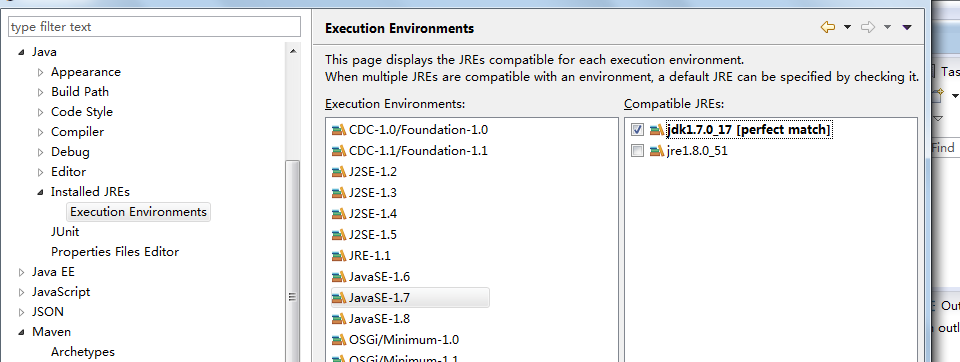 type filter text
Java
Appearance
Build Path
Code Style
Compiler
Debug
Editor
Installed JREs
Execution Environments
JUnit
Properties Files Editor
Java EE
JavaScript
JSON
Maven
Archetypes
Execution Environments
This page displays the JREs compatible for each execution environment.
When multiple JREs are compatible with an environment, a default JRE can be specified by checking it.
Execution Environments:
CDC-1.0/Foundation-1.0
CDC-1.1/Foundation-1.1
J2SE-1.2
J2SE-1.3
J2SE-1.4
J2SE-1.5
JRE-1.1
JavaSE-1.6
JavaSE-1.7
JavaSE-1.8
OSGi/Minimum-1.0
OSGi/Minimum-1.1
Compatible JREs:
jdk1.7.0_17 [perfect match]
jre1.8.0_51
Tas
Find
Out
outl